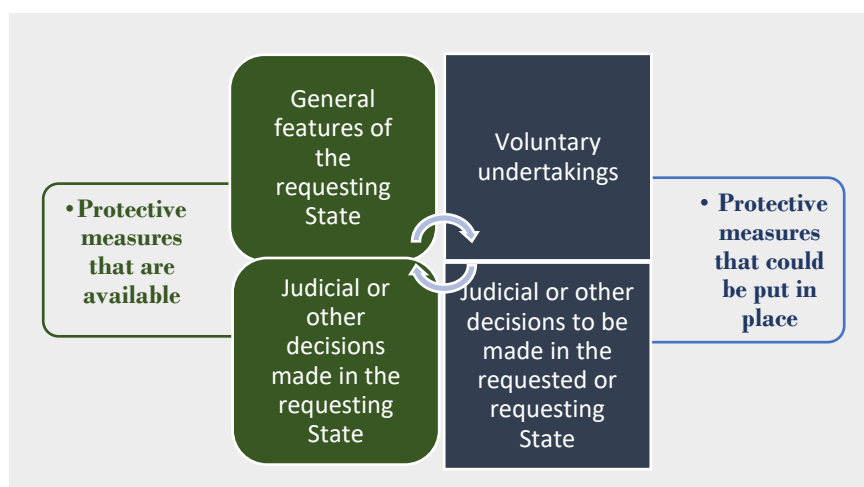 General
features of
the
requesting
State
Voluntary
undertakings
•Protective
measures
that are
available
• Protective
measures
that could
be put in
place
Judicial or
other
decisions
made in the
requesting
State
Judicial or other
decisions to be
made in the
requested or
requesting
State